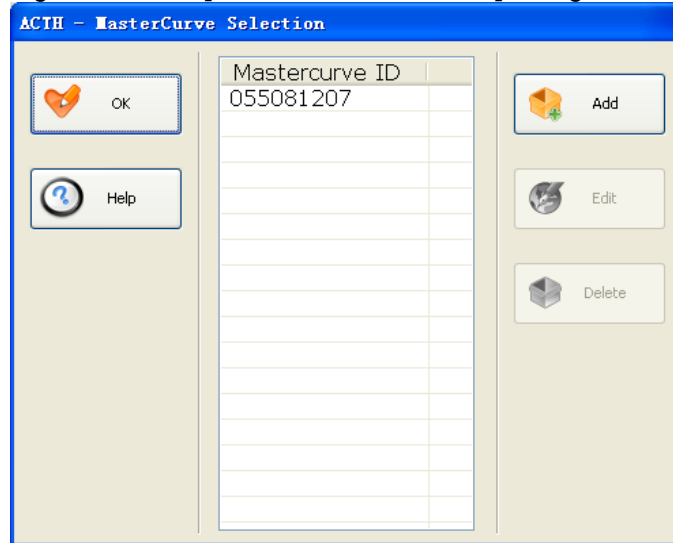 ACTH - MasterCurve Selection
OK
Help
Mastercurve ID
055081207
Add
Edit
Delete